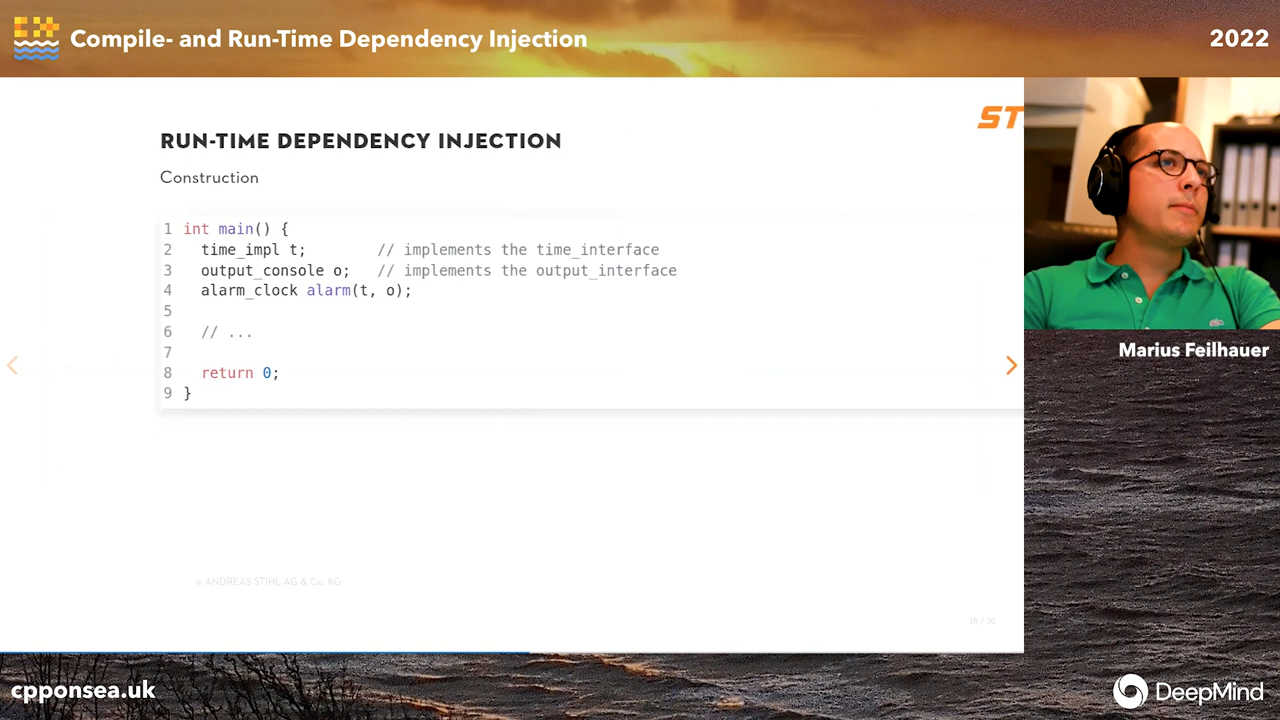 Compile- and Run-Time Dependency Injection
2022
ST
RUN-TIME DEPENDENCY INJECTION
Construction
1 int main() {
2 time_impl t; // implements the time_interface
3 output_console o; // implements the output_interface
4 alarm_clock alarm(t, o);
5
6 // ...
7
8 return 0;
9 }
Marius Feilhauer
© ANDREAS STIHL AG & Co. KG
cpponsea.uk
DeepMind